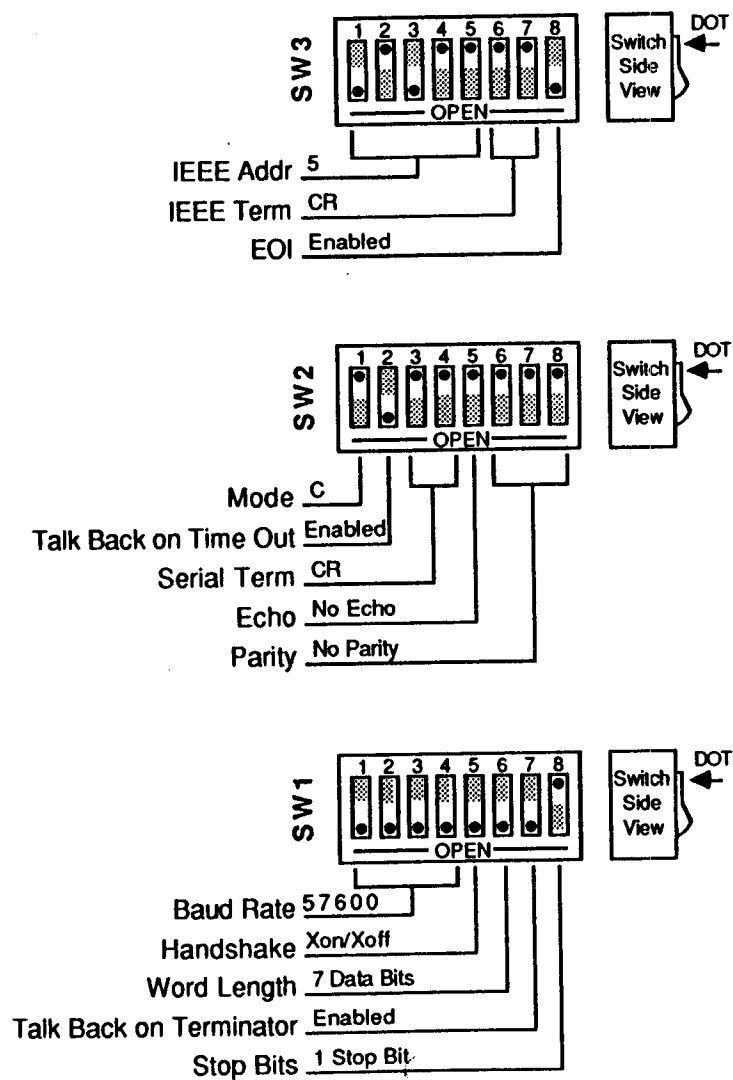 SW3
1 2 3 4 5 6 7 8
OPEN
Switch
Side
View
DOT
IEEE Addr 5
IEEE Term CR
EOI Enabled
SW2
1 2 3 4 5 6 7 8
OPEN
Switch
Side
View
DOT
Mode C
Talk Back on Time Out Enabled
Serial Term CR
Echo No Echo
Parity No Parity
SW1
1 2 3 4 5 6 7 8
OPEN
Switch
Side
View
DOT
Baud Rate 57600
Handshake Xon/Xoff
Word Length 7 Data Bits
Talk Back on Terminator Enabled
Stop Bits 1 Stop Bit